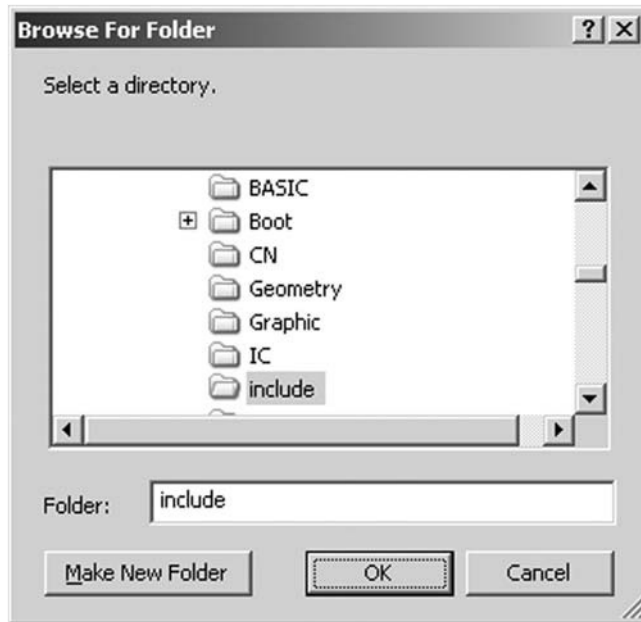 Browse For Folder
Select a directory.
BASIC
Boot
CN
Geometry
Graphic
IC
include
Folder: include
Make New Folder OK Cancel